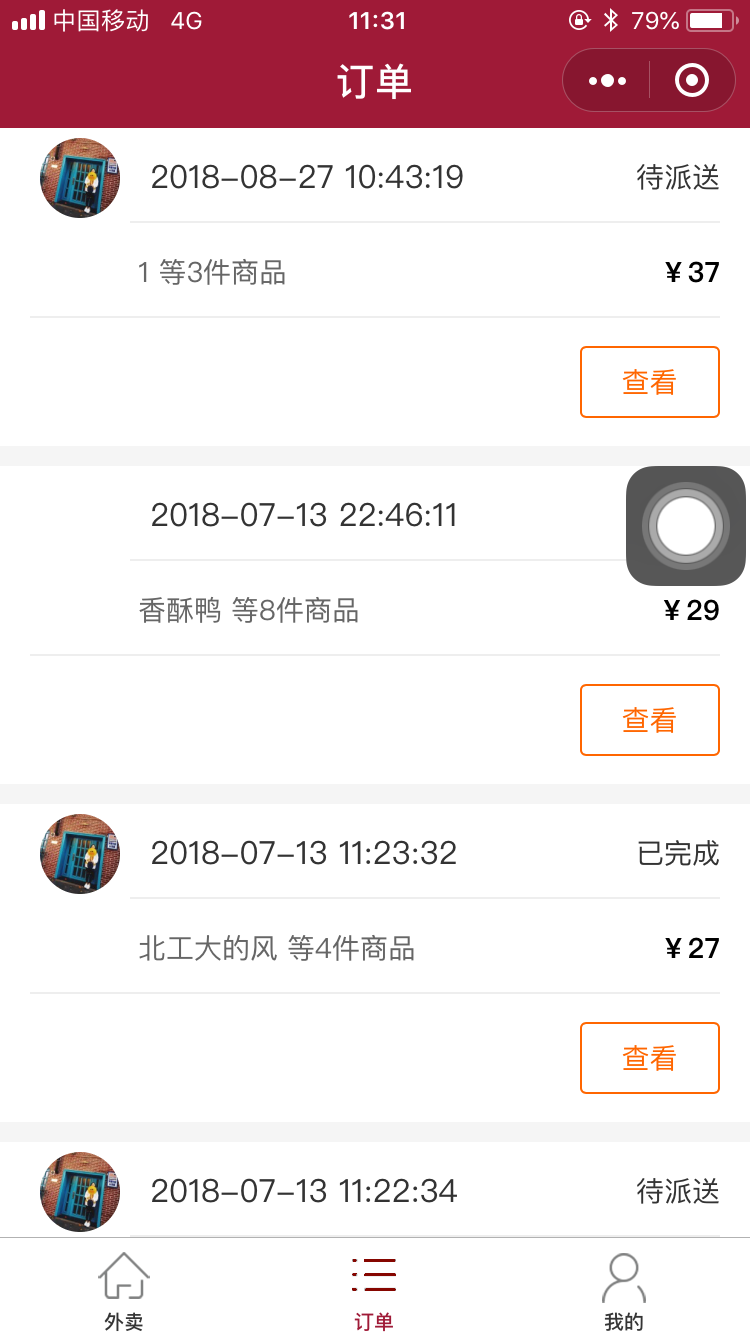 中国移动 4G 11:31 79%
订单
2018-08-27 10:43:19 待派送
1 等3件商品 ¥37
查看
2018-07-13 22:46:11
香酥鸭 等8件商品 ¥29
查看
2018-07-13 11:23:32 已完成
北工大的风 等4件商品 ¥27
查看
2018-07-13 11:22:34 待派送
外卖 订单 我的